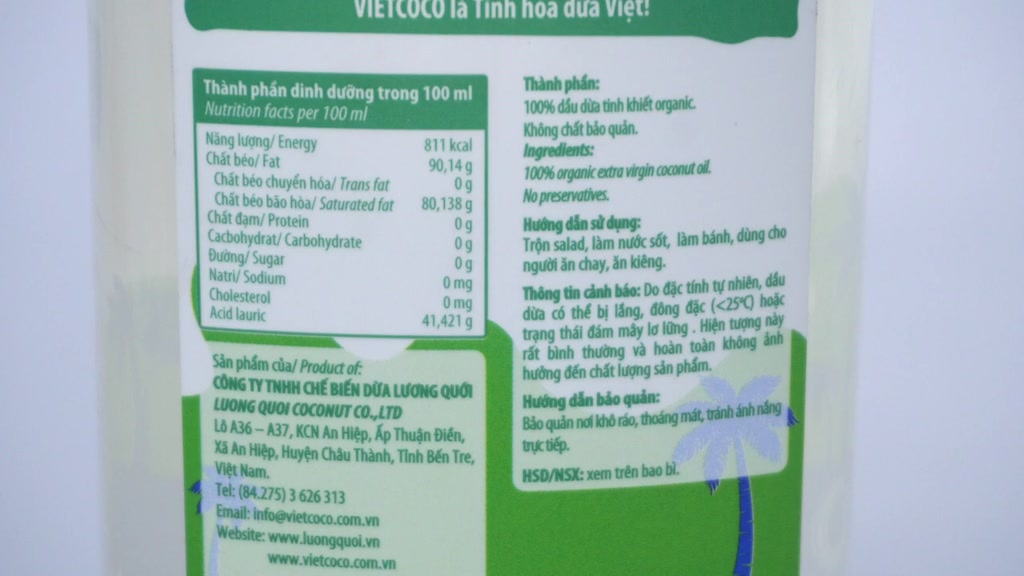 VIETCOCO là Tinh hoa dừa Việt!
Thành phần dinh dưỡng trong 100 ml
Nutrition facts per 100 ml
Năng lượng/ Energy 811 kcal
Chất béo/ Fat 90,14 g
Chất béo chuyển hóa/ Trans fat 0 g
Chất béo bão hòa/ Saturated fat 80,138 g
Chất đạm/ Protein 0 g
Cacbohydrat/ Carbohydrate 0 g
Đường/ Sugar 0 g
Natri/ Sodium 0 mg
Cholesterol 0 mg
Acid lauric 41,421 g
Sản phẩm của/ Product of:
CÔNG TY TNHH CHẾ BIẾN DỪA LƯƠNG QUỚI
LUONG QUOI COCONUT CO.,LTD
Lô A36 – A37, KCN An Hiệp, Ấp Thuận Điền,
Xã An Hiệp, Huyện Châu Thành, Tỉnh Bến Tre,
Việt Nam.
Tel: (84.275) 3 626 313
Email: info@vietcoco.com.vn
Website: www.luongquoi.vn
www.vietcoco.com.vn
Thành phần:
100% dầu dừa tinh khiết organic.
Không chất bảo quản.
Ingredients:
100% organic extra virgin coconut oil.
No preservatives.
Hướng dẫn sử dụng:
Trộn salad, làm nước sốt, làm bánh, dùng cho
người ăn chay, ăn kiêng.
Thông tin cảnh báo: Do đặc tính tự nhiên, dầu
dừa có thể bị lắng, đông đặc (<25°C) hoặc
trạng thái đám mây lơ lững . Hiện tượng này
rất bình thường và hoàn toàn không ảnh
hưởng đến chất lượng sản phẩm.
Hướng dẫn bảo quản:
Bảo quản nơi khô ráo, thoáng mát, tránh ánh nắng
trực tiếp.
HSD/NSX: xem trên bao bì.